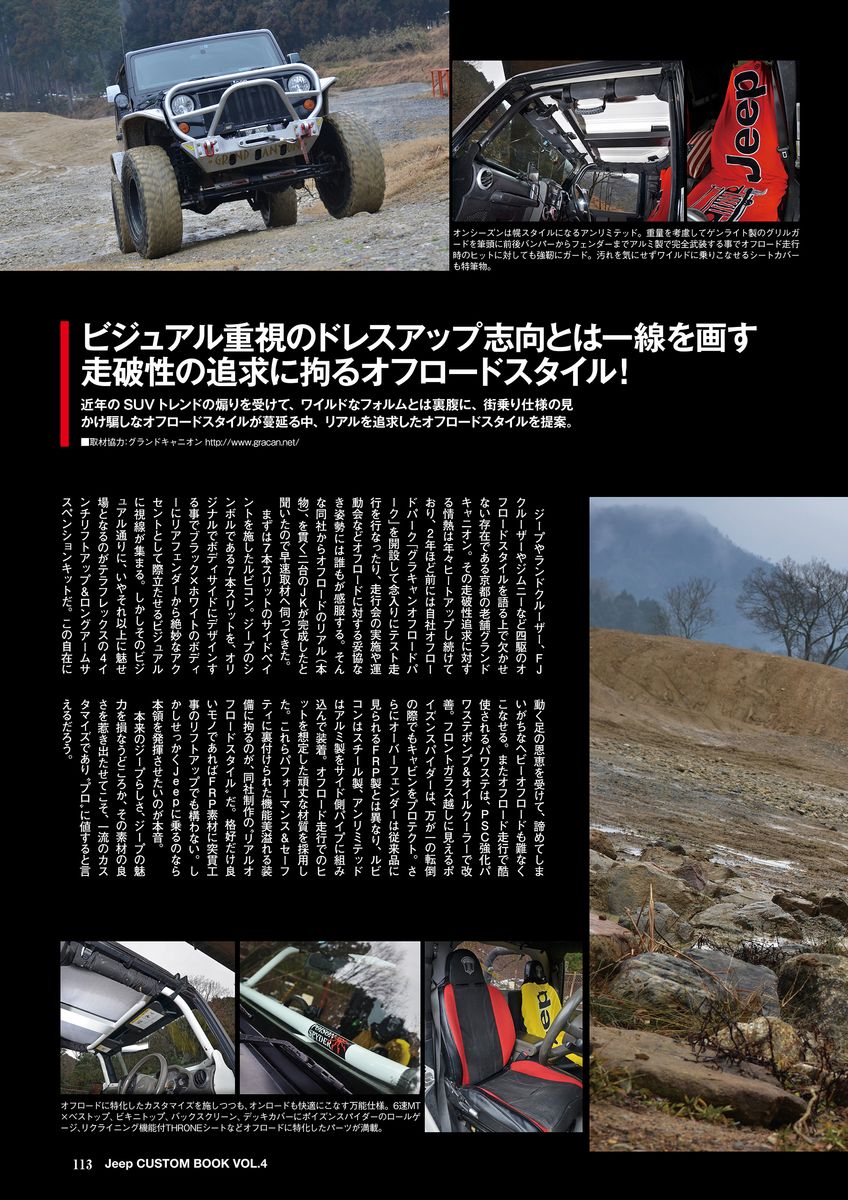 GRAND CANYON
Jeep
オンシーズンは幌スタイルになるアンリミテッド。重量を考慮してゲンライト製のグリルガ
ードを筆頭に前後バンパーからフェンダーまでアルミ製で完全武装する事でオフロード走行
時のヒットに対しても強靭にガード。汚れを気にせずワイルドに乗りこなせるシートカバー
も特筆物。
ビジュアル重視のドレスアップ志向とは一線を画す
走破性の追求に拘るオフロードスタイル!
近年のSUVトレンドの煽りを受けて、ワイルドなフォルムとは裏腹に、街乗り仕様の見
かけ騙しなオフロードスタイルが蔓延る中、リアルを追求したオフロードスタイルを提案。
■取材協力:グランドキャニオン http://www.gracan.net/
ジープやランドクルーザー、FJ
クルーザーやジムニーなど四駆のオ
フロードスタイルを語る上で欠かせ
ない存在である京都の老舗グランド
キャニオン。その走破性追求に対す
る情熱は年々ヒートアップし続けて
おり、2年ほど前には自社オフロー
ドパーク「グラキャンオフロードパ
ーク」を開設して念入りにテスト走
行を行なったり、走行会の実施や運
動会などオフロードに対する妥協な
き姿勢には誰もが感服する。そん
な同社からオフロードのリアル(本
物)、を貫く二台のJKが完成したと
聞いたので早速取材へ伺ってきた。
まずは7本スリットのサイドペイ
ントを施したルビコン。ジープのシ
ンボルである7本スリットを、オリ
ジナルでボディサイドにデザインす
る事でブラック×ホワイトのボディ
ーにリアフェンダーから絶妙なアク
セントとして際立たせるビジュアル
に視線が集まる。しかしそのビジ
ュアル通りに、いやそれ以上に魅せ
場となるのがテラフレックスの4イ
ンチリフトアップ&ロングアームサ
スペンションキットだ。この自在に
動く足の恩恵を受けて、諦めてしま
いがちなヘビーオフロードも難なく
こなせる。またオフロード走行で酷
使されるパワステは、PSC強化パ
ワステポンプ&オイルクーラーで改
善。フロントガラス越しに見えるポ
イズンスパイダーは、万が一の転倒
の際でもキャビンをプロテクト。さ
らにオーバーフェンダーは従来品に
見られるFRP製とは異なり、ルビ
コンはスチール製、アンリミテッド
はアルミ製をサイド側パイプに組み
込んで装着。オフロード走行でのヒ
ットを想定した頑丈な材質を採用し
た。これらパフォーマンス&セーフ
ティに裏付けられた機能美溢れる装
備に拘るのが、同社制作の“リアルオ
フロードスタイル”だ。格好だけ良
いモノであればFRP素材に突貫工
事のリフトアップでも構わない。し
かしせっかくJeepに乗るのなら
本領を発揮させたいのが本音。
本来のジープらしさ、ジープの魅
力を損なうどころか、その素材の良
さを惹き出たせてこそ、一流のカス
タマイズであり“プロ”に値すると言
えるだろう。
POISON
SPYDER
Jeep
オフロードに特化したカスタマイズを施しつつも、オンロードも快適にこなす万能仕様。6速MT
×ベストップ、ビキニトップ、バックスクリーン、デッキカバーにポイズンスパイダーのロールゲ
ージ、リクライニング機能付THRONEシートなどオフロードに特化したパーツが満載。
113 Jeep CUSTOM BOOK VOL.4